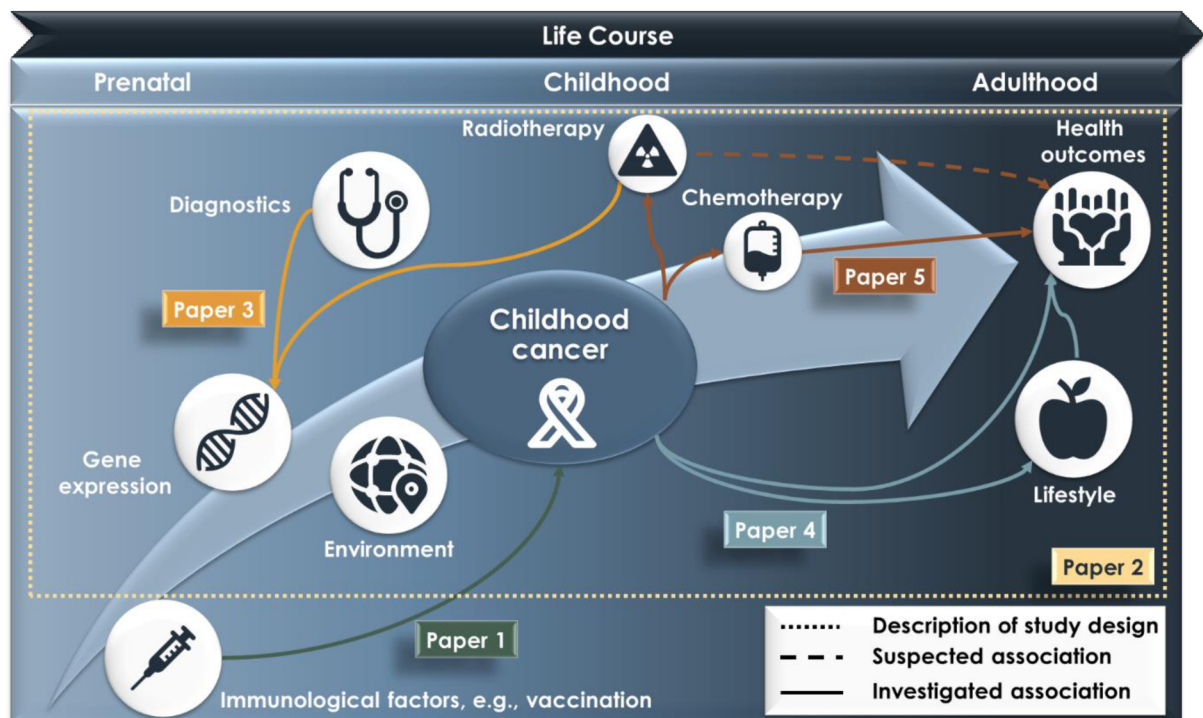 Life Course
Prenatal
Childhood
Adulthood
Radiotherapy
Health
outcomes
Diagnostics
Chemotherapy
Paper 3
Paper 5
Childhood
cancer
Gene
expression
Environment
Lifestyle
Paper 4
Paper 2
Paper 1
Immunological factors, e.g., vaccination
Description of study design
Suspected association
Investigated association